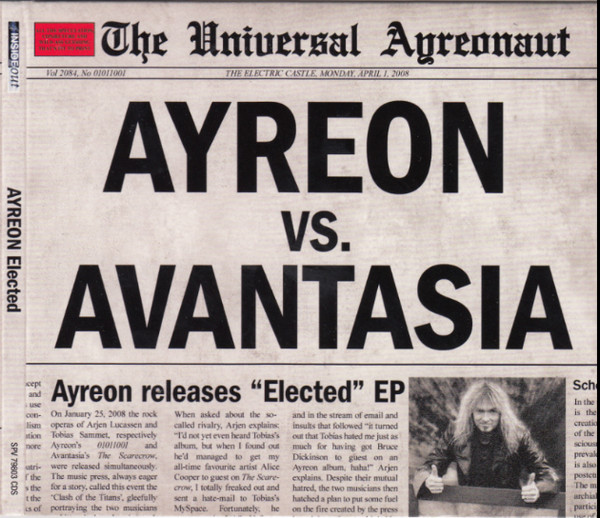 The Universal Ayreonaut
Vol 2084, No 01011001
THE ELECTRIC CASTLE, MONDAY, APRIL 1, 2008
INSIDEOUT
AYREON Elected
SPV 79603 CDS
AYREON
VS.
AVANTASIA
Ayreon releases “Elected” EP
On January 25, 2008 the rock
operas of Arjen Lucassen and
Tobias Sammet, respectively
Ayreon's 01011001 and
Avantasia's The Scarecrow,
were released simultaneously.
The music press, always eager
for a story, called this event the
'Clash of the Titans', gleefully
portraying the two musicians
When asked about the so-
called rivalry, Arjen explains:
"I'd not yet even heard Tobias's
album, but when I found out
he'd managed to get my
all-time favourite artist Alice
Cooper to guest on The Scare-
crow, I totally freaked out and
sent a hate-mail to Tobias's
MySpace. Fortunately, he
and in the stream of email and
insults that followed "it turned
out that Tobias hated me just as
much for having got Bruce
Dickinson to guest on an
Ayreon album, haha!" Arjen
explains. Despite their mutual
hatred, the two musicians then
hatched a plan to put some fuel
on the fire created by the press
In the
is the
of the